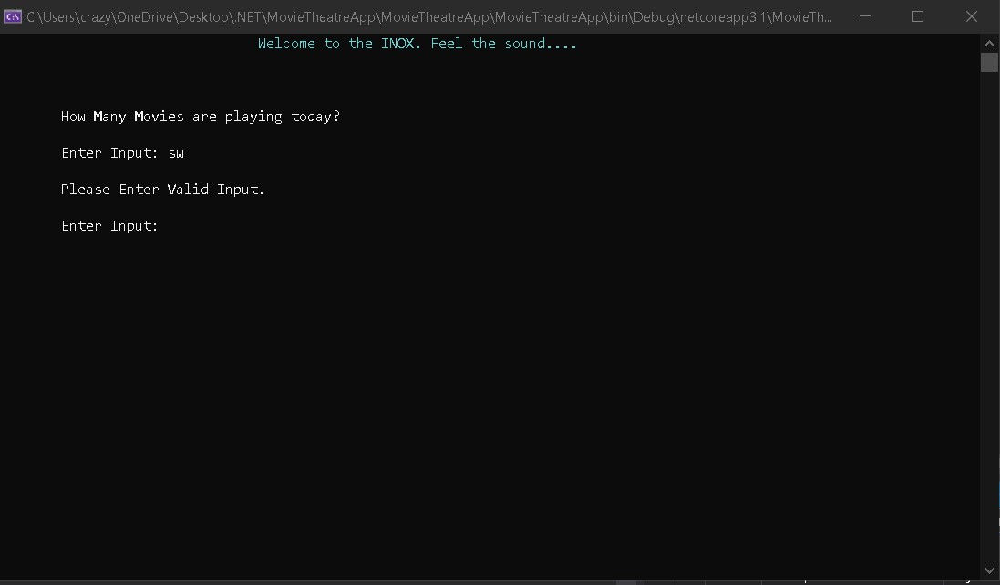 C:\Users\crazy\OneDrive\Desktop\.NET\MovieTheatreApp\MovieTheatreApp\MovieTheatreApp\bin\Debug\netcoreapp3.1\MovieTh...
Welcome to the INOX. Feel the sound....
How Many Movies are playing today?
Enter Input: sw
Please Enter Valid Input.
Enter Input: